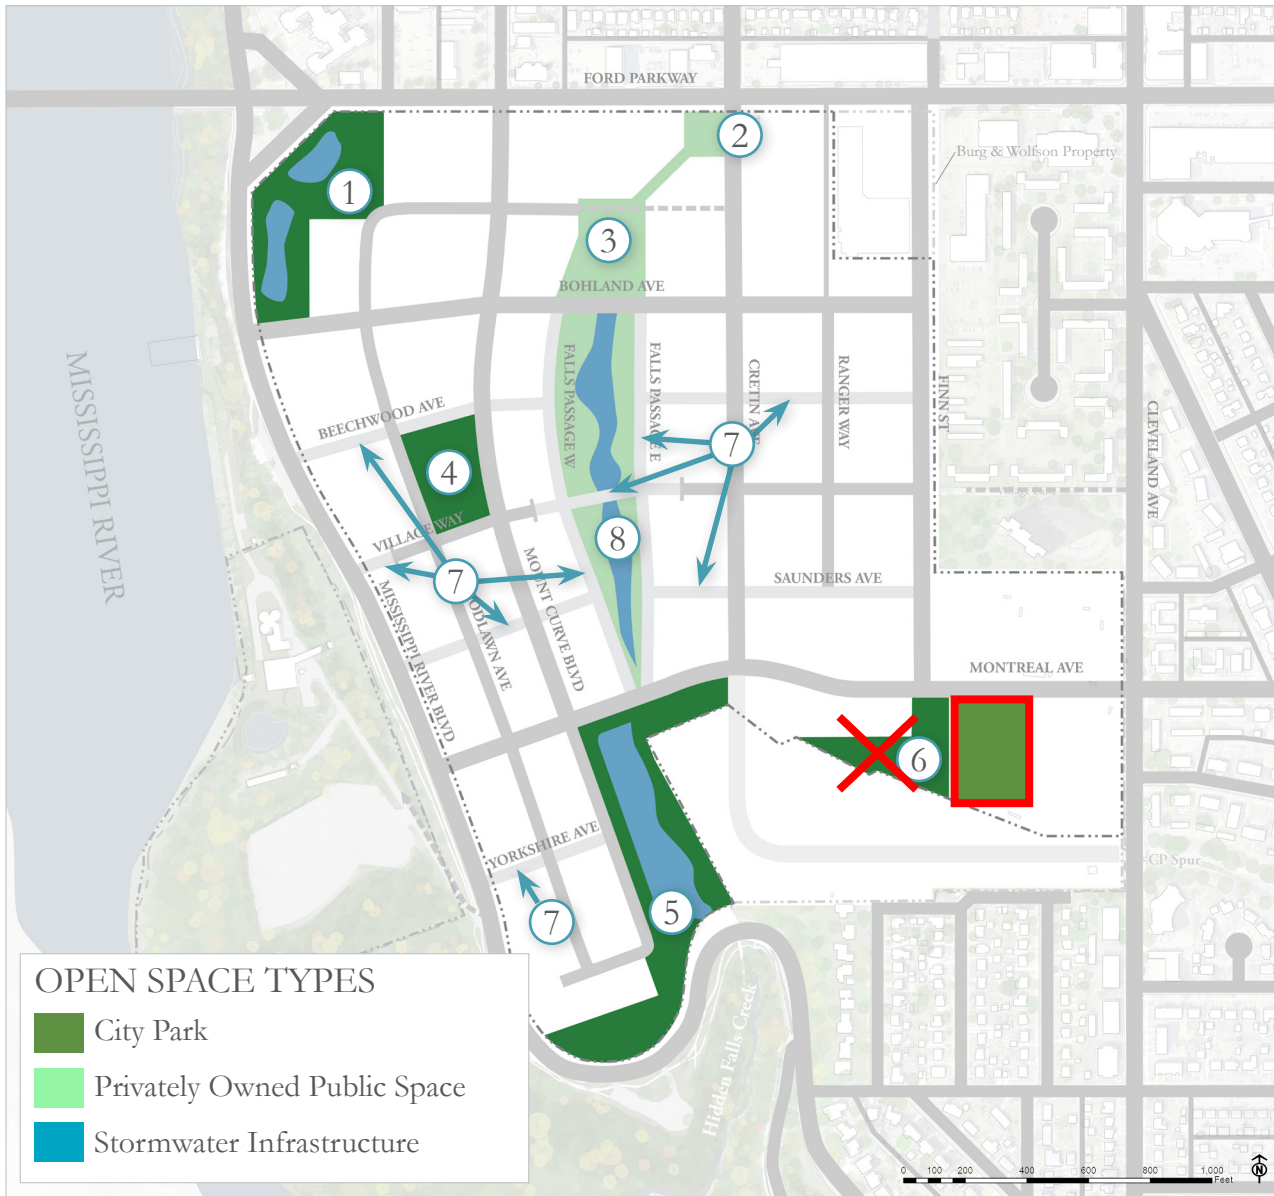 FORD PARKWAY
2
Burg & Wolfson Property
1
3
BOHLAND AVE
MISSISSIPPI RIVER
FALLS PASSAGE W
FALLS PASSAGE E
CRETIN AVE
RANGER WAY
FINN ST
CLEVELAND AVE
BEECHWOOD AVE
7
4
VILLAGE WAY
8
7
MOUNT CURVE BLVD
SAUNDERS AVE
MISSISSIPPI RIVER BLVD
ODLAWN AVE
MONTREAL AVE
6
YORKSHIRE AVE
CP Spur
5
7
Hidden Falls Creek
OPEN SPACE TYPES
City Park
Privately Owned Public Space
Stormwater Infrastructure
0 100 200 400 600 800 1,000
Feet
N